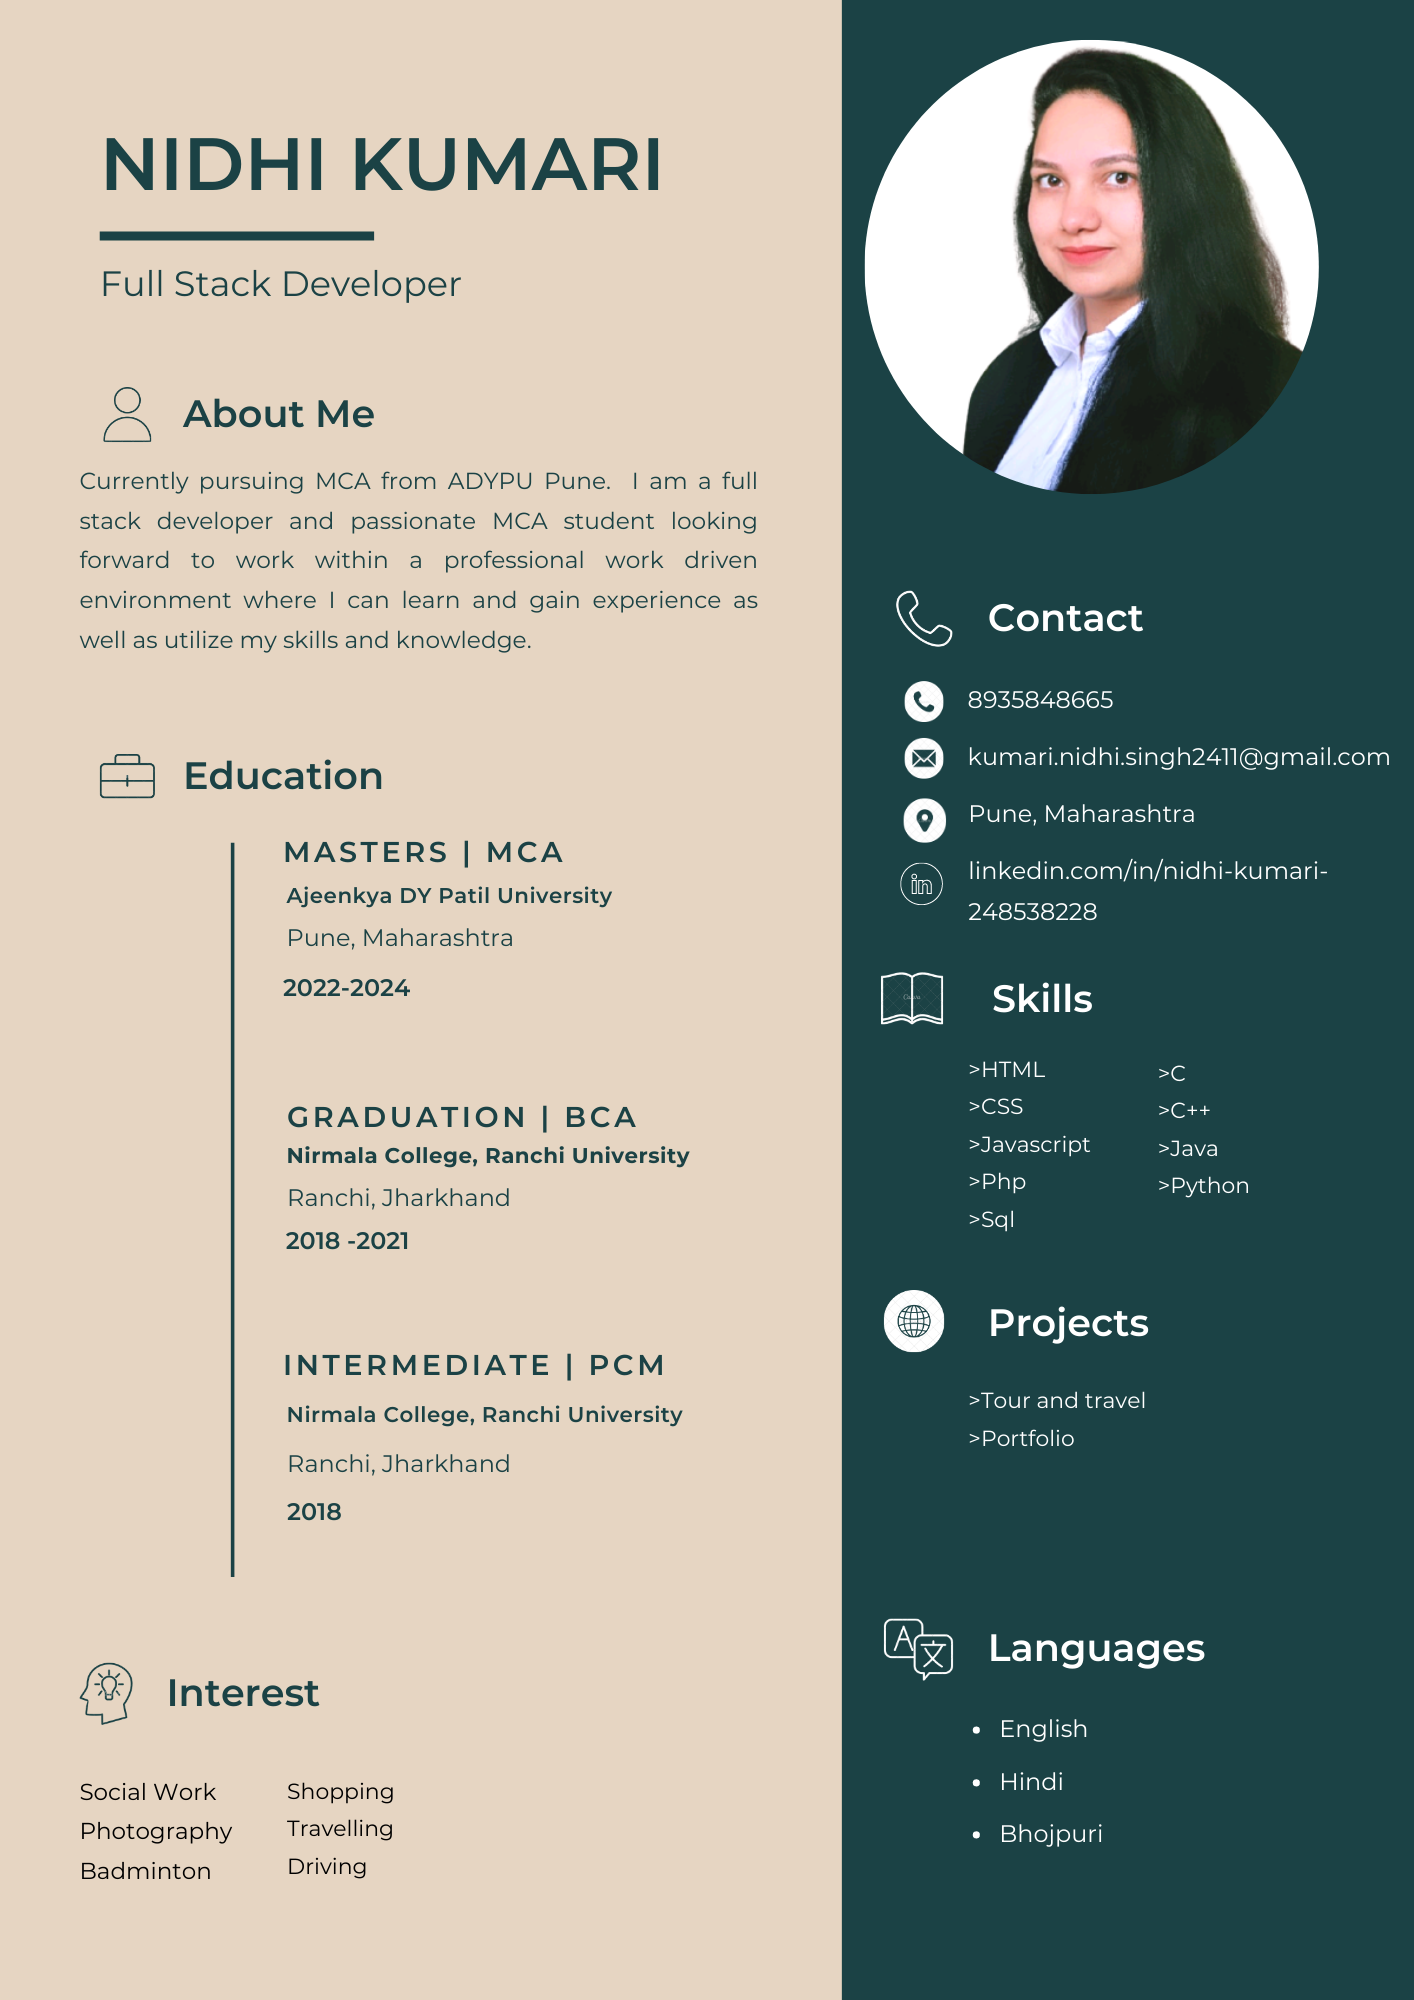 NIDHI KUMARI
Full Stack Developer
About Me
Currently pursuing MCA from ADYPU Pune. I am a full
stack developer and passionate MCA student looking
forward to work within a professional work driven
environment where I can learn and gain experience as
well as utilize my skills and knowledge.
Education
MASTERS | MCA
Ajeenkya DY Patil University
Pune, Maharashtra
2022-2024
GRADUATION | BCA
Nirmala College, Ranchi University
Ranchi, Jharkhand
2018 -2021
INTERMEDIATE | PCM
Nirmala College, Ranchi University
Ranchi, Jharkhand
2018
Interest
Social Work
Photography
Badminton
Shopping
Travelling
Driving
Contact
8935848665
kumari.nidhi.singh2411@gmail.com
Pune, Maharashtra
in
linkedin.com/in/nidhi-kumari-
248538228
Skills
>HTML
>CSS
>Javascript
>Php
>Sql
>C
>C++
>Java
>Python
Projects
>Tour and travel
>Portfolio
A 文
Languages
• English
• Hindi
• Bhojpuri